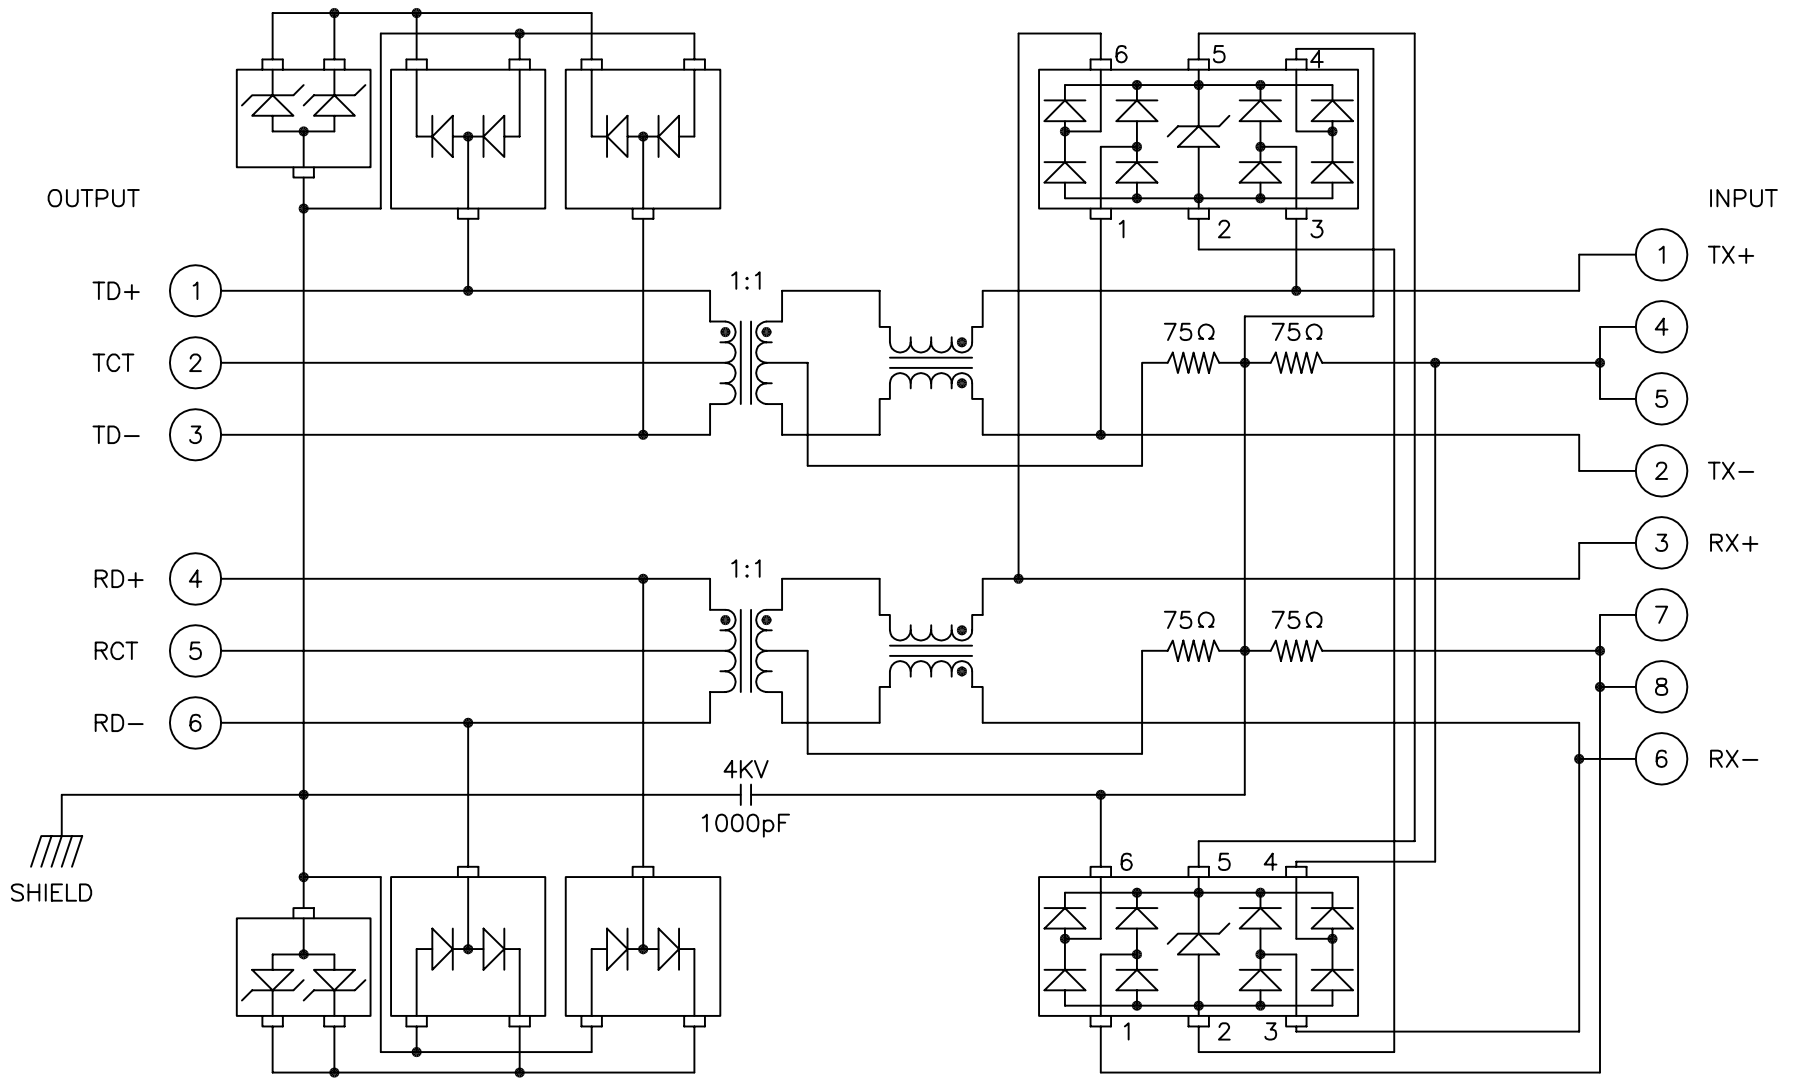 6 5 4
OUTPUT INPUT
1 2 3
1 TX+
TD+ 1 1:1
75Ω 75Ω 4
TCT 2
5
TD- 3
2 TX-
3 RX+
RD+ 4 1:1
75Ω 75Ω 7
RCT 5
8
RD- 6
6 RX-
4KV
1000pF
6 5 4
SHIELD
1 2 3